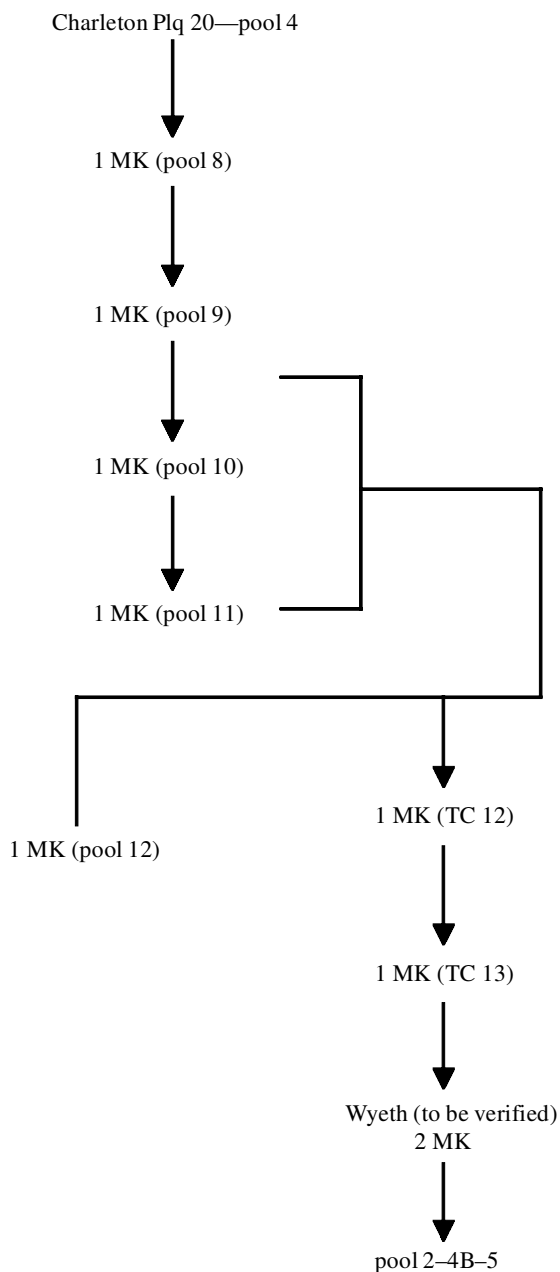 Charleton Plq 20—pool 4
1 MK (pool 8)
1 MK (pool 9)
1 MK (pool 10)
1 MK (pool 11)
1 MK (TC 12)
1 MK (pool 12)
1 MK (TC 13)
Wyeth (to be verified)
2 MK
pool 2–4B–5